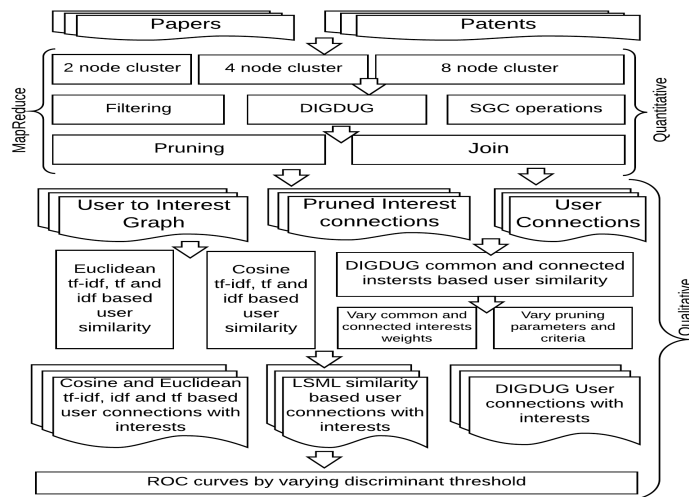 Papers
Patents
2 node cluster
4 node cluster
8 node cluster
MapReduce
Quantitative
Filtering
DIGDUG
SGC operations
Pruning
Join
User to Interest
Graph
Pruned Interest
connections
User
Connections
Euclidean
tf-idf, tf and
idf based
user
similarity
Cosine
tf-idf, tf and
idf based
user
similarity
DIGDUG common and connected
instersts based user similarity
Qualitative
Vary common and
connected interests
weights
Vary pruning
parameters and
criteria
Cosine and Euclidean
tf-idf, idf and tf based
user connections with
interests
LSML similarity
based user
connections with
interests
DIGDUG User
connections with
interests
ROC curves by varying discriminant threshold